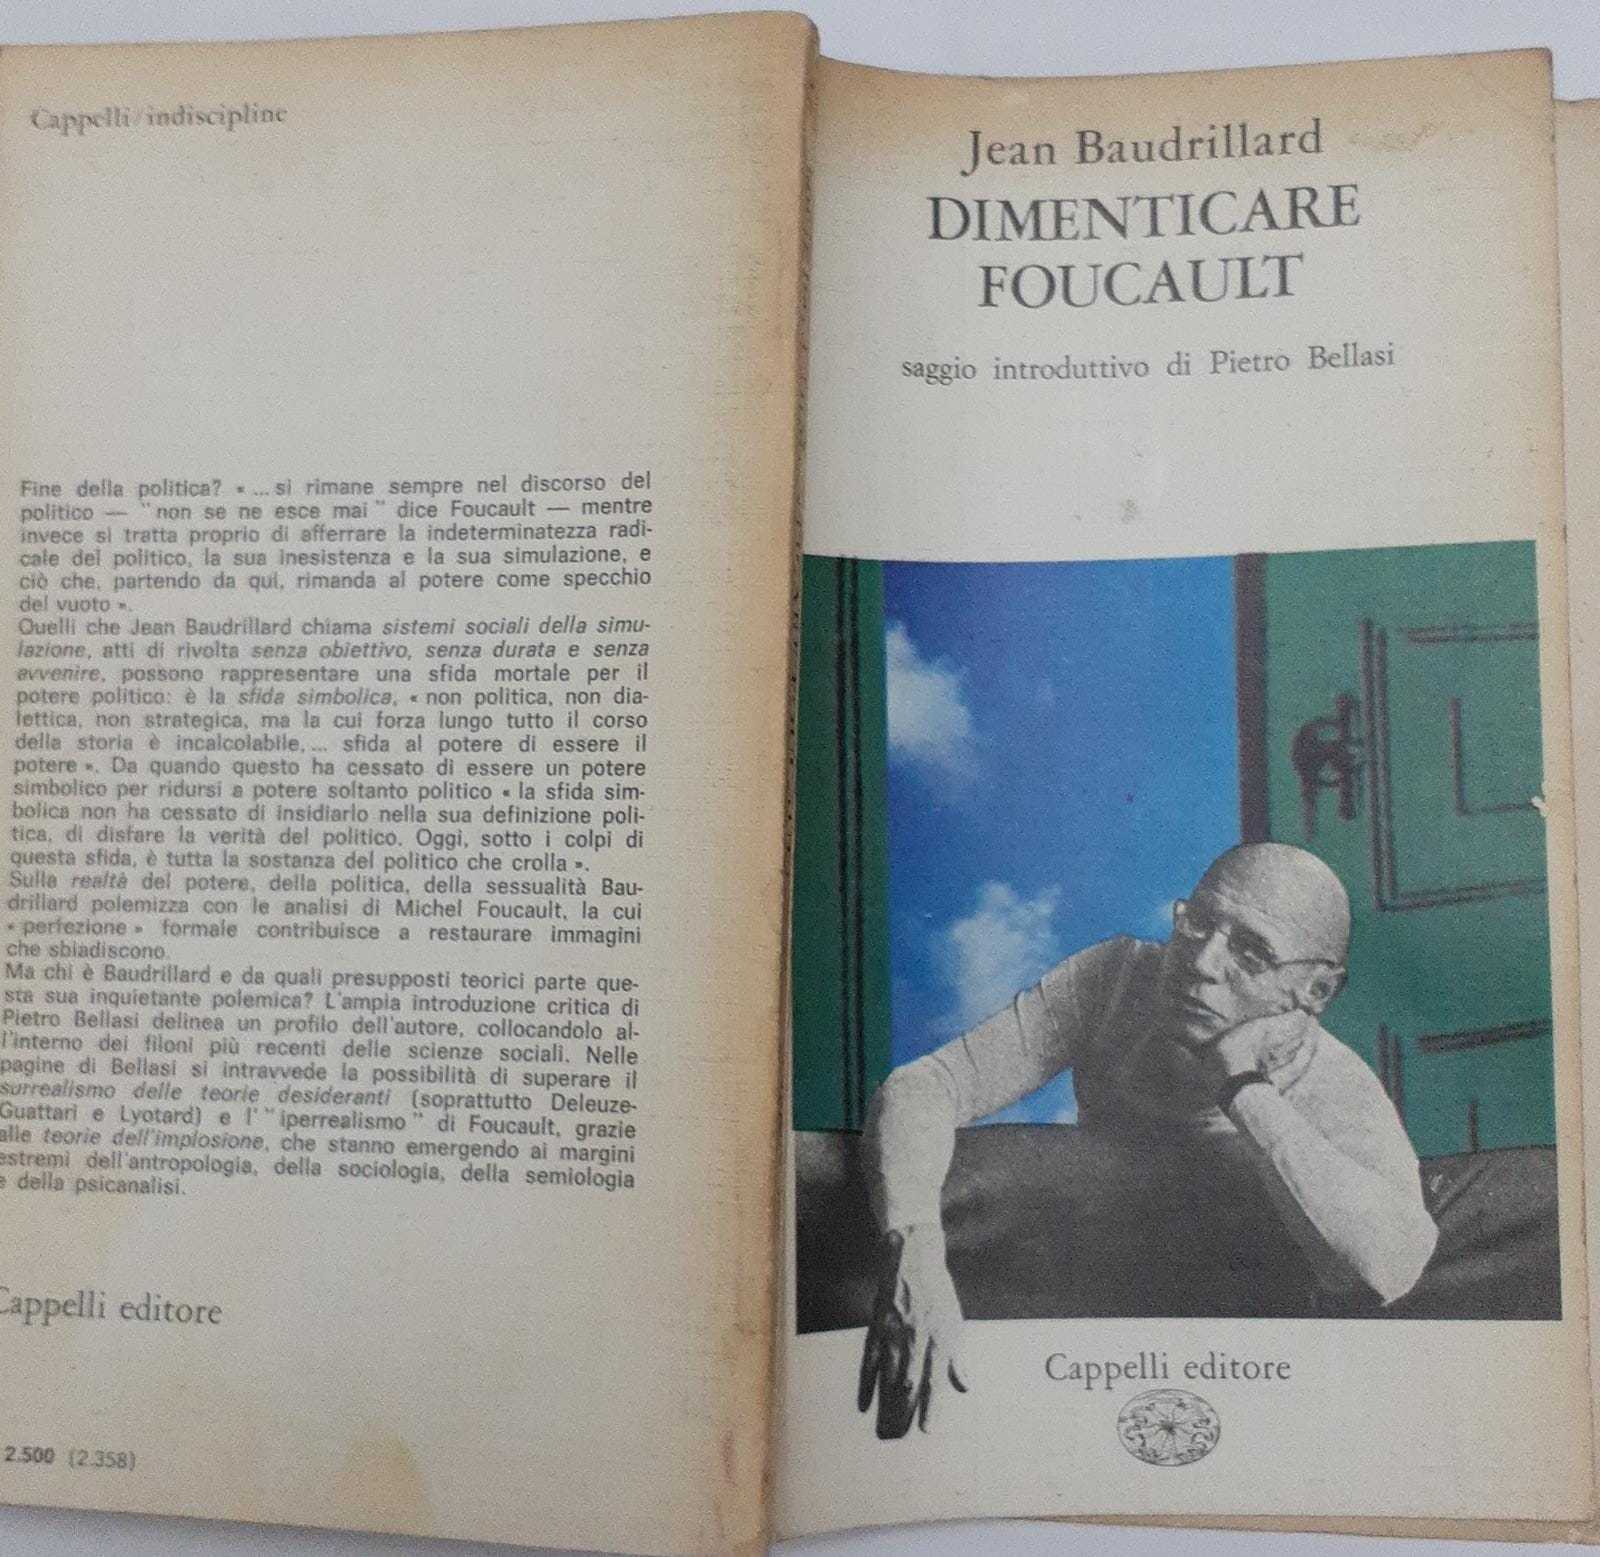 Cappelli/indiscipline
Fine della politica? « ... si rimane sempre nel discorso del
politico — "non se ne esce mai" dice Foucault — mentre
invece si tratta proprio di afferrare la indeterminatezza radi-
cale del politico, la sua inesistenza e la sua simulazione, e
ciò che, partendo da qui, rimanda al potere come specchio
del vuoto ».
Quelli che Jean Baudrillard chiama sistemi sociali della simu-
lazione, atti di rivolta senza obiettivo, senza durata e senza
avvenire, possono rappresentare una sfida mortale per il
potere politico: è la sfida simbolica, « non politica, non dia-
lettica, non strategica, ma la cui forza lungo tutto il corso
della storia è incalcolabile, ... sfida al potere di essere il
potere ». Da quando questo ha cessato di essere un potere
simbolico per ridursi a potere soltanto politico « la sfida sim-
bolica non ha cessato di insidiarlo nella sua definizione poli-
tica, di disfare la verità del politico. Oggi, sotto i colpi di
questa sfida, è tutta la sostanza del politico che crolla ».
Sulla realtà del potere, della politica, della sessualità Bau-
drillard polemizza con le analisi di Michel Foucault, la cui
« perfezione » formale contribuisce a restaurare immagini
che sbiadiscono.
Ma chi è Baudrillard e da quali presupposti teorici parte que-
sta sua inquietante polemica? L'ampia introduzione critica di
Pietro Bellasi delinea un profilo dell'autore, collocandolo al-
l'interno dei filoni più recenti delle scienze sociali. Nelle
pagine di Bellasi si intravvede la possibilità di superare il
surrealismo delle teorie desideranti (soprattutto Deleuze-
Guattari e Lyotard) e l' "iperrealismo" di Foucault, grazie
alle teorie dell'implosione, che stanno emergendo ai margini
estremi dell'antropologia, della sociologia, della semiologia
e della psicanalisi.
Cappelli editore
2.500 (2.358)
Jean Baudrillard
DIMENTICARE
FOUCAULT
saggio introduttivo di Pietro Bellasi
Cappelli editore